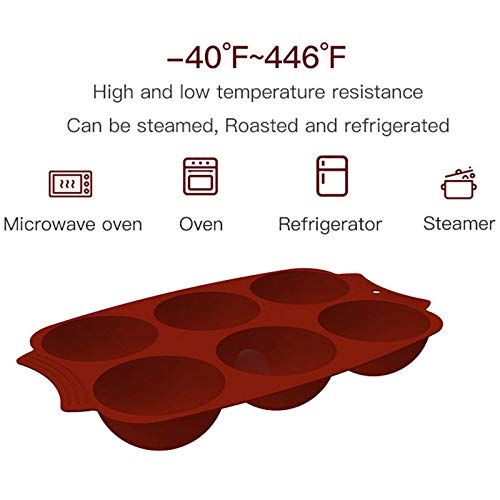 −40°F~446°F
High and low temperature resistance
Can be steamed, Roasted and refrigerated
Microwave oven
Oven
Refrigerator
Steamer